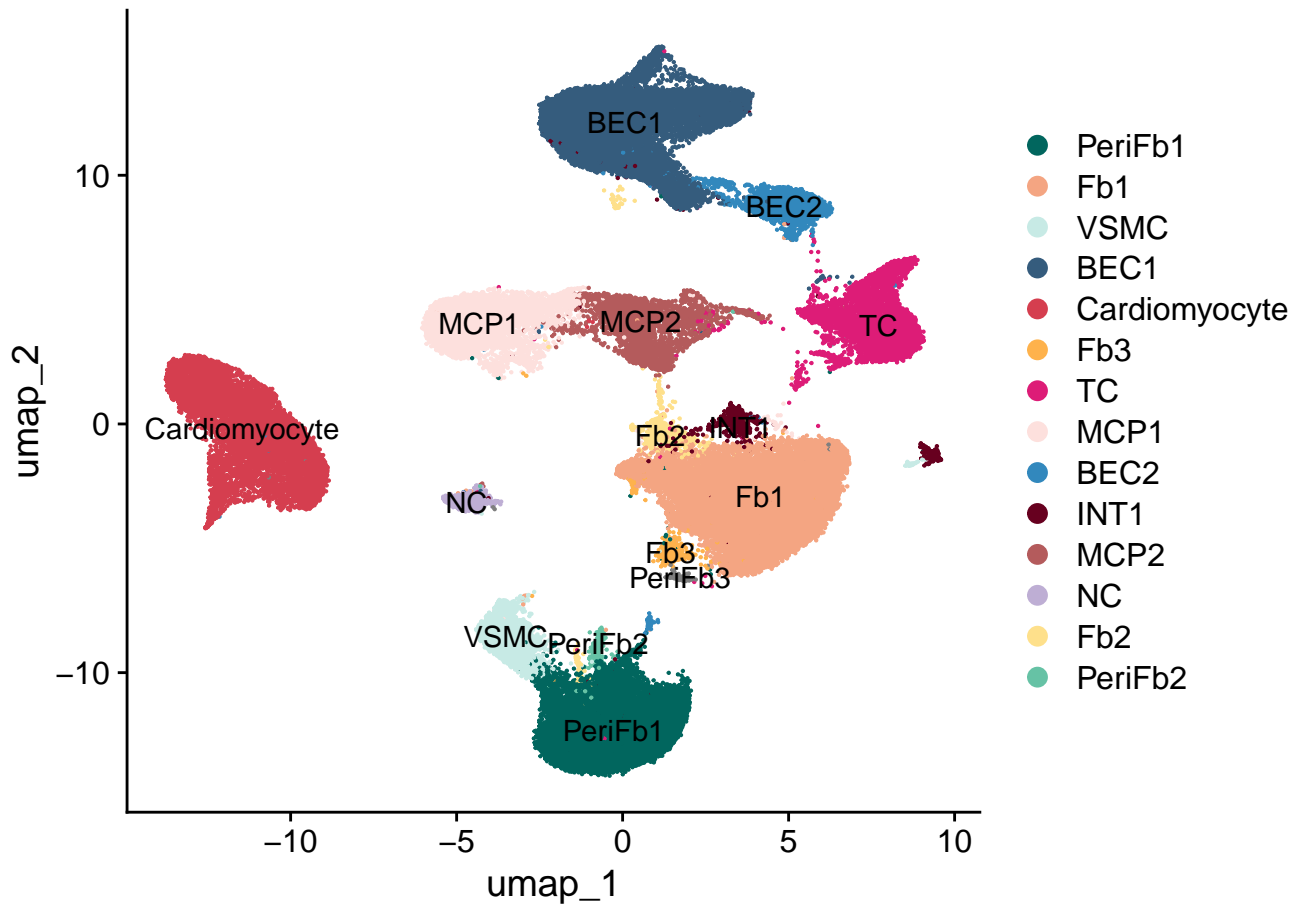 BEC1
10
BEC2
MCP1
MCP2
TC
umap_2
0
Cardiomyocyte
Fb2
INT1
NC
Fb1
Fb3
PeriFb3
VSMC
PeriFb2
−10
PeriFb1
−10
−5
0
5
10
umap_1
PeriFb1
Fb1
VSMC
BEC1
Cardiomyocyte
Fb3
TC
MCP1
BEC2
INT1
MCP2
NC
Fb2
PeriFb2